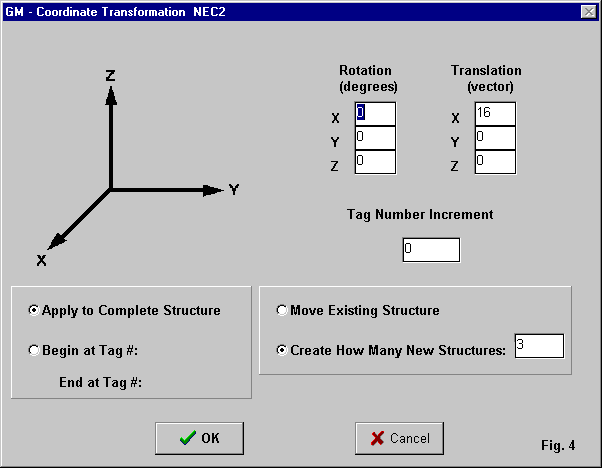 GM - Coordinate Transformation NEC2
Z
Y
X
Rotation
(degrees)
X 0
Y 0
Z 0
Translation
(vector)
X 16
Y 0
Z 0
Tag Number Increment
0
Apply to Complete Structure
Begin at Tag #:
End at Tag #:
Move Existing Structure
Create How Many New Structures: 3
OK
Cancel
Fig. 4